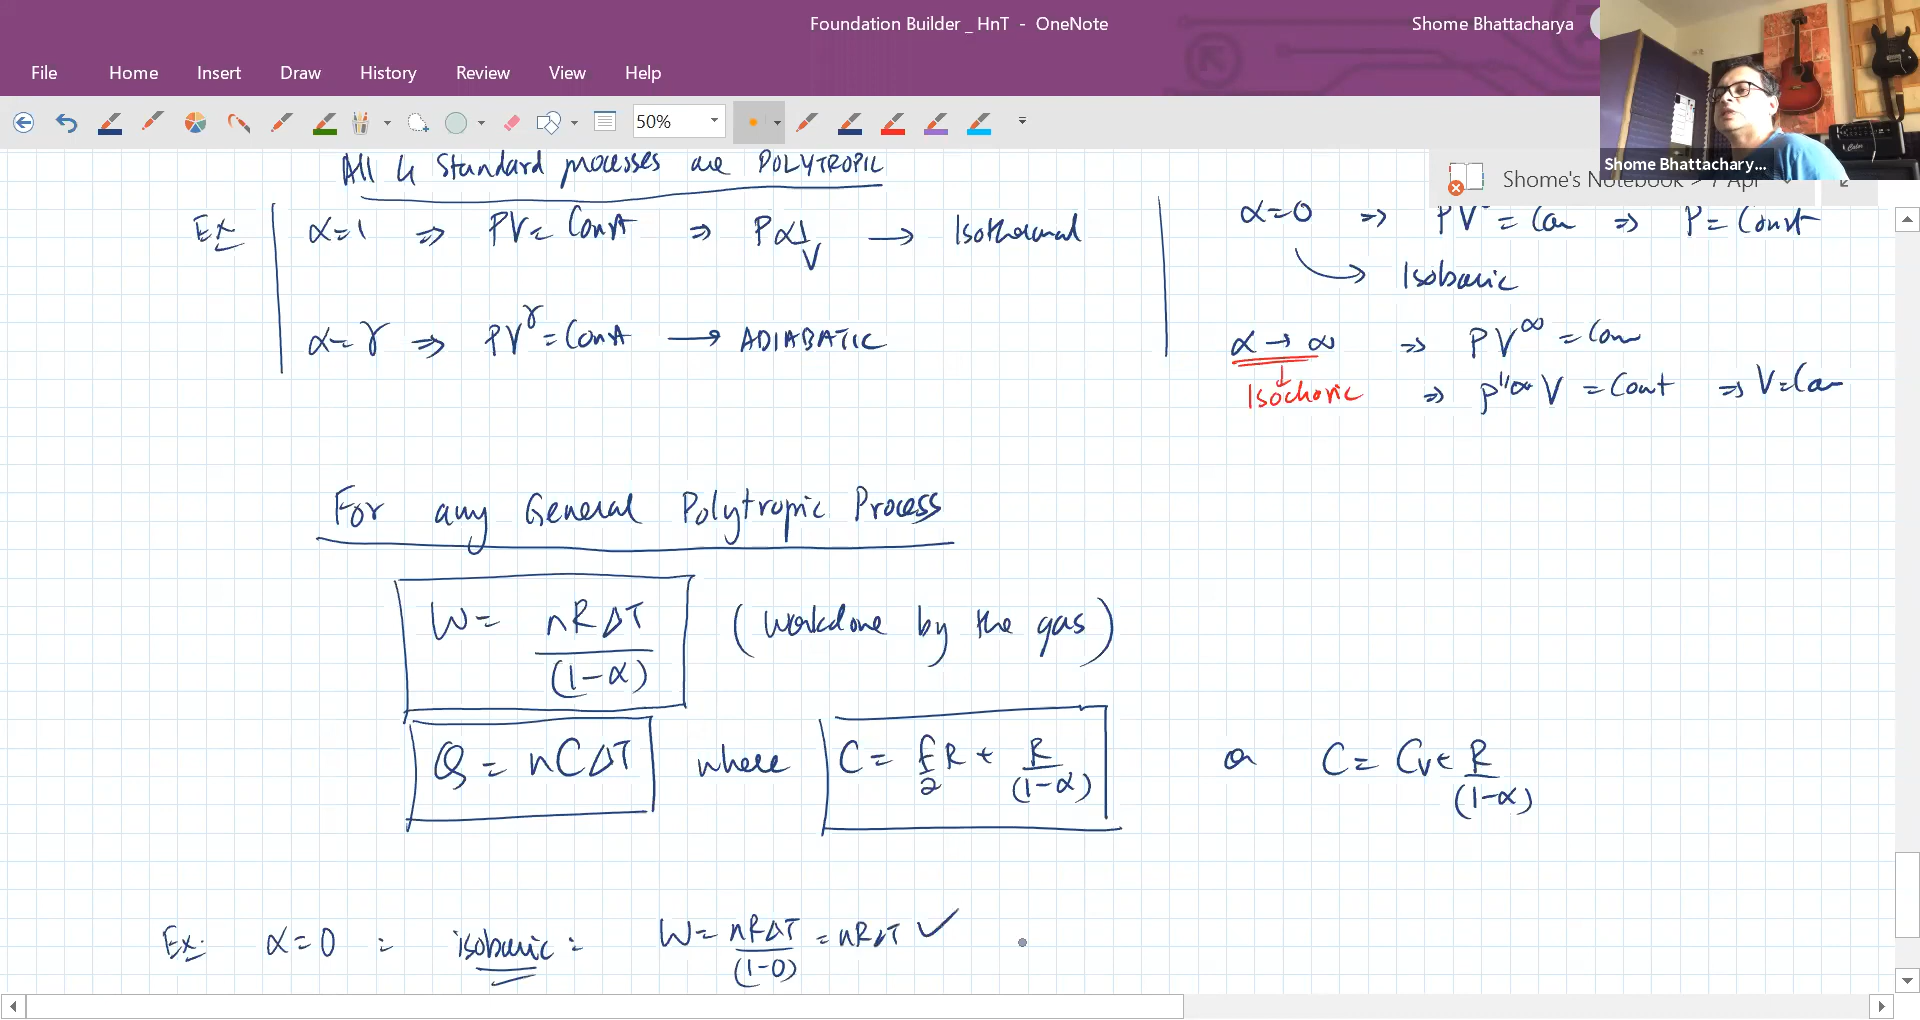 Foundation Builder _ HnT - OneNote
Shome Bhattacharya
File Home Insert Draw History Review View Help
50%
Shome Bhattachary...
Shome's Notebook > 7 Apr
All 4 Standard processes are POLYTROPIC
Ex α=1 ⇒ PV= Const ⇒ P α 1/V → Isothermal
α=γ ⇒ PV^γ = Const → ADIABATIC
α=0 ⇒ PV = Con ⇒ P= Const
→ Isobaric
α → ∞ ⇒ PV^∞ = Con
Isochoric ⇒ P^(1/∞) V = Const ⇒ V=Con
For any General Polytropic Process
W= nRΔT/(1-α) (Workdone by the gas)
Q = nCΔT where C= f/2 R + R/(1-α) or C= Cv+ R/(1-α)
Ex: α=0 : isobaric : W= nRΔT/(1-0) = nRΔT ✓